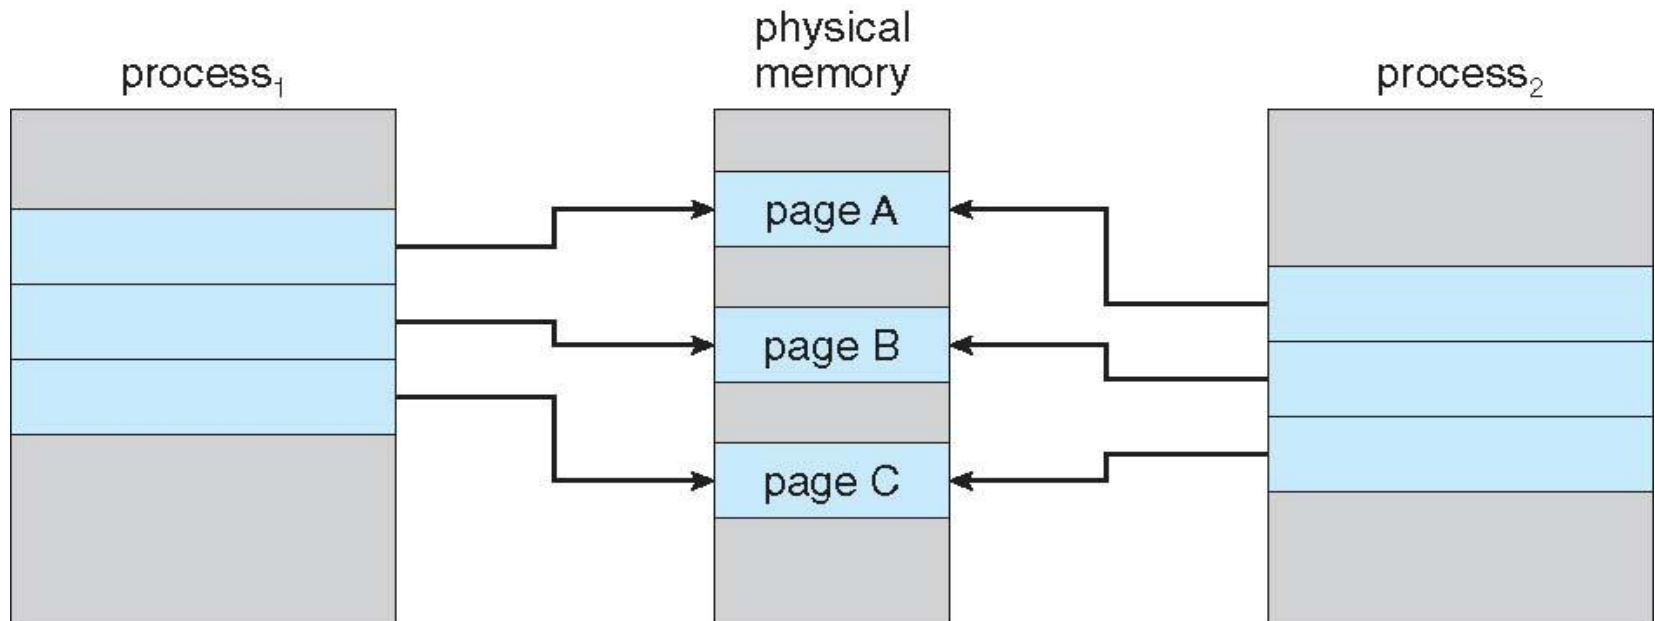 process₁
physical
memory
process₂
page A
page B
page C